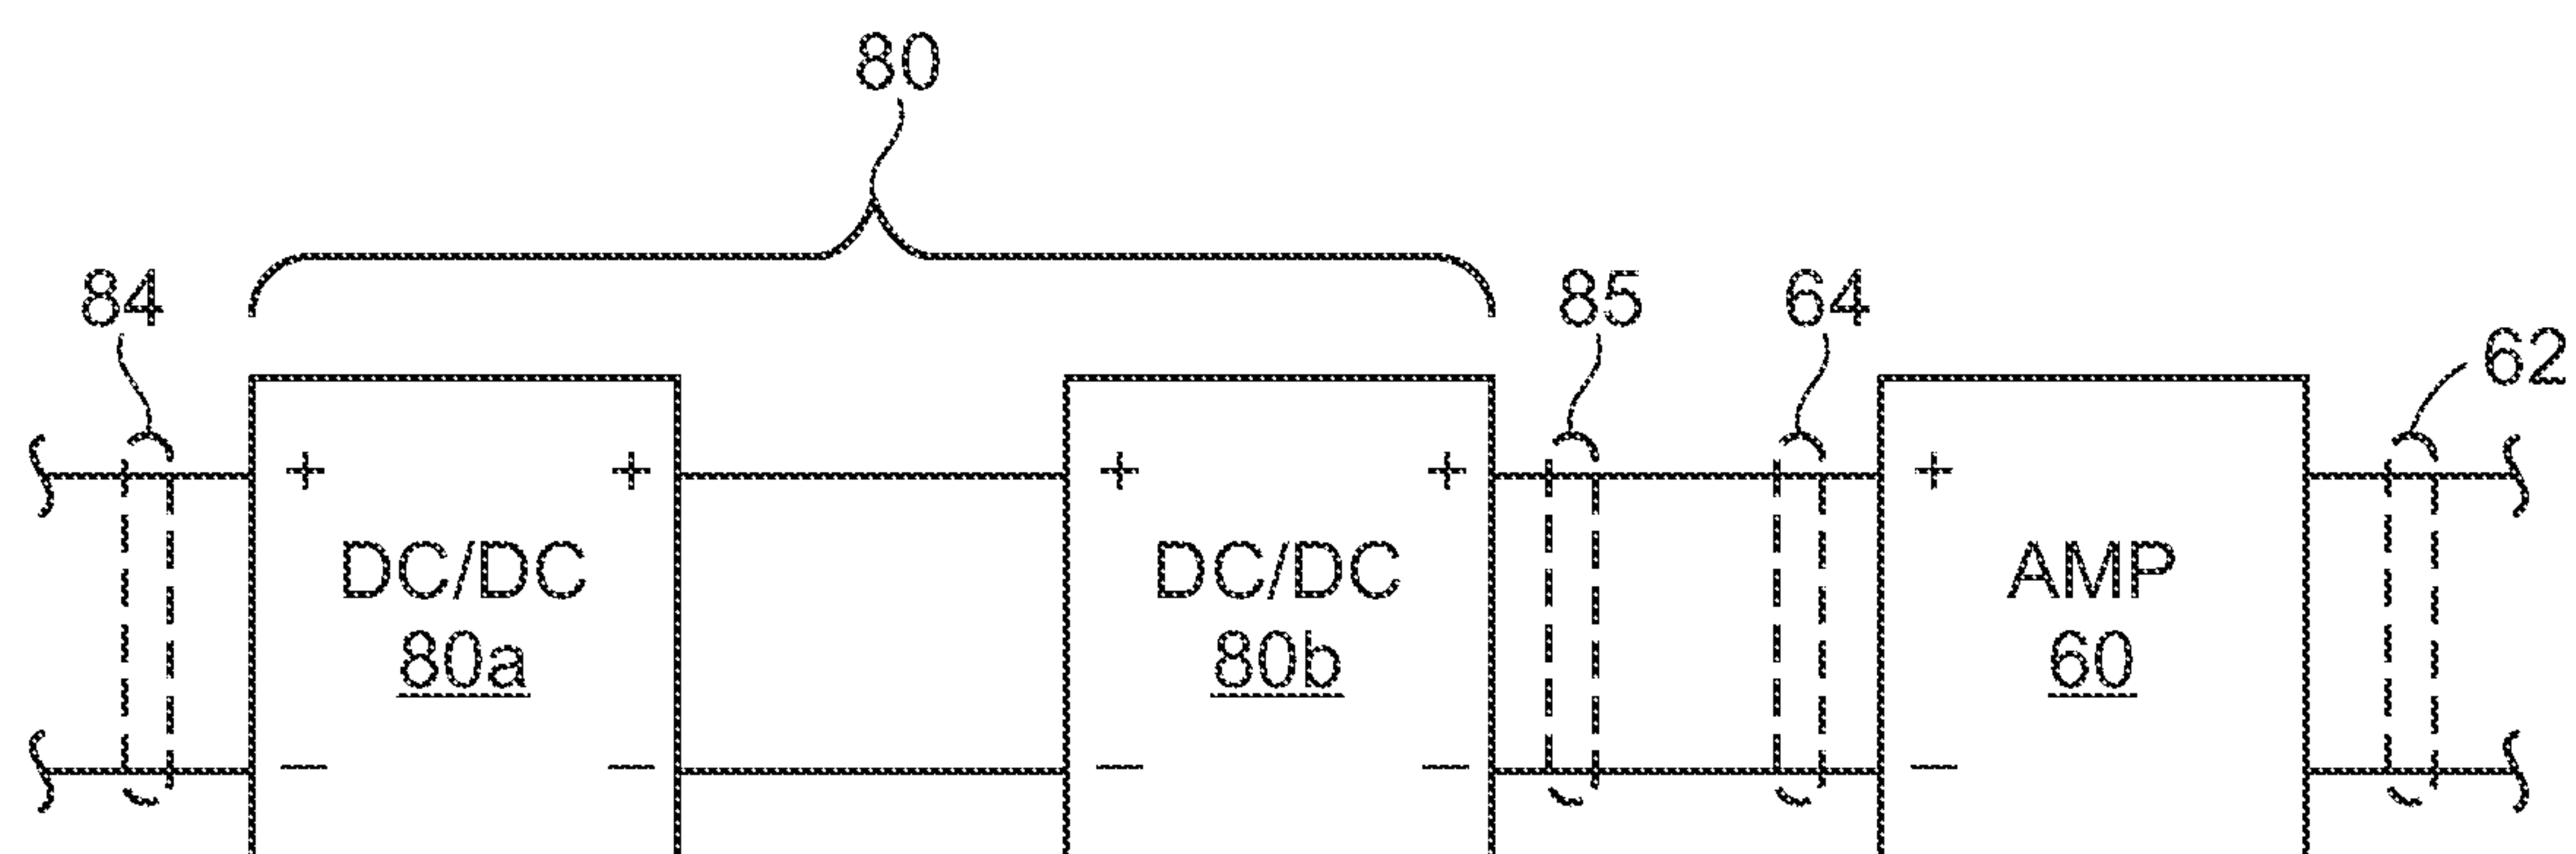 80
84
85
64
62
+ + + + +
DC/DC DC/DC AMP
80a 80b 60
— — — — —